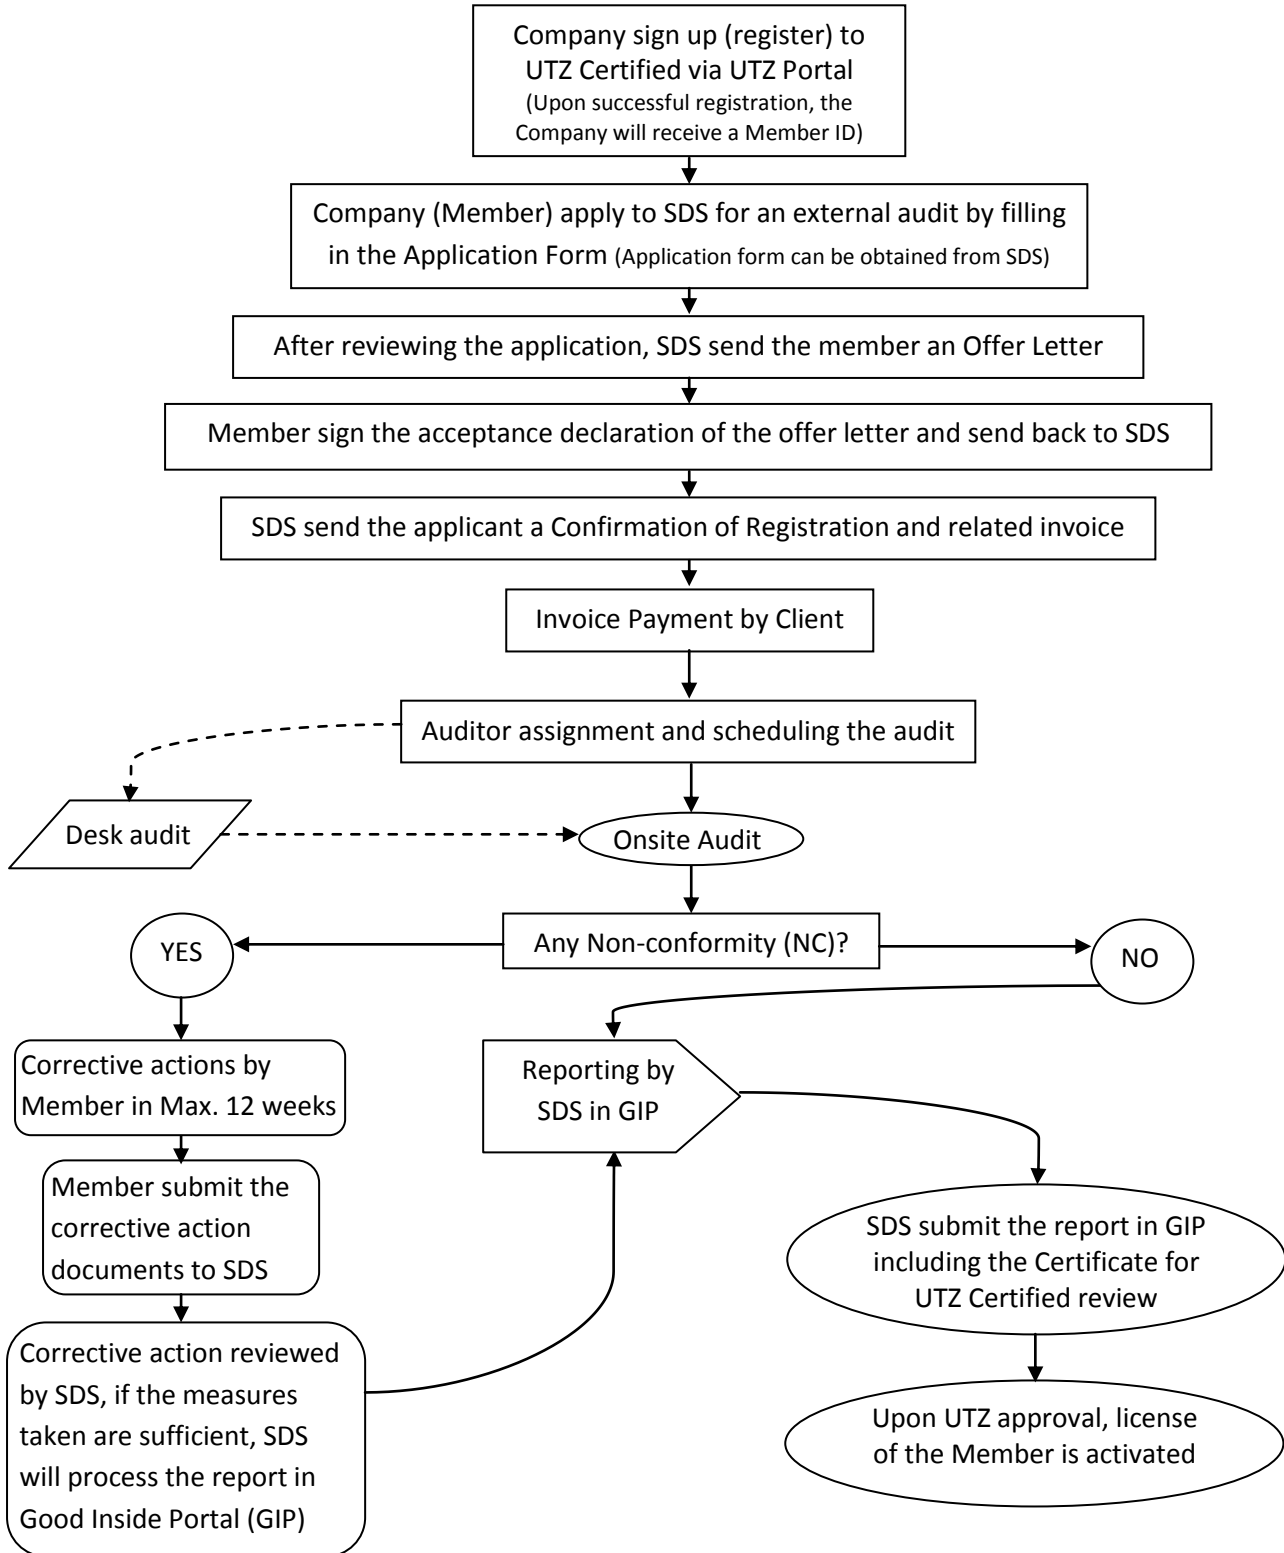 Company sign up (register) to
UTZ Certified via UTZ Portal
(Upon successful registration, the
Company will receive a Member ID)
Company (Member) apply to SDS for an external audit by filling
in the Application Form (Application form can be obtained from SDS)
After reviewing the application, SDS send the member an Offer Letter
Member sign the acceptance declaration of the offer letter and send back to SDS
SDS send the applicant a Confirmation of Registration and related invoice
Invoice Payment by Client
Auditor assignment and scheduling the audit
Desk audit
Onsite Audit
Any Non-conformity (NC)?
YES
NO
Corrective actions by
Member in Max. 12 weeks
Member submit the
corrective action
documents to SDS
Corrective action reviewed
by SDS, if the measures
taken are sufficient, SDS
will process the report in
Good Inside Portal (GIP)
Reporting by
SDS in GIP
SDS submit the report in GIP
including the Certificate for
UTZ Certified review
Upon UTZ approval, license
of the Member is activated